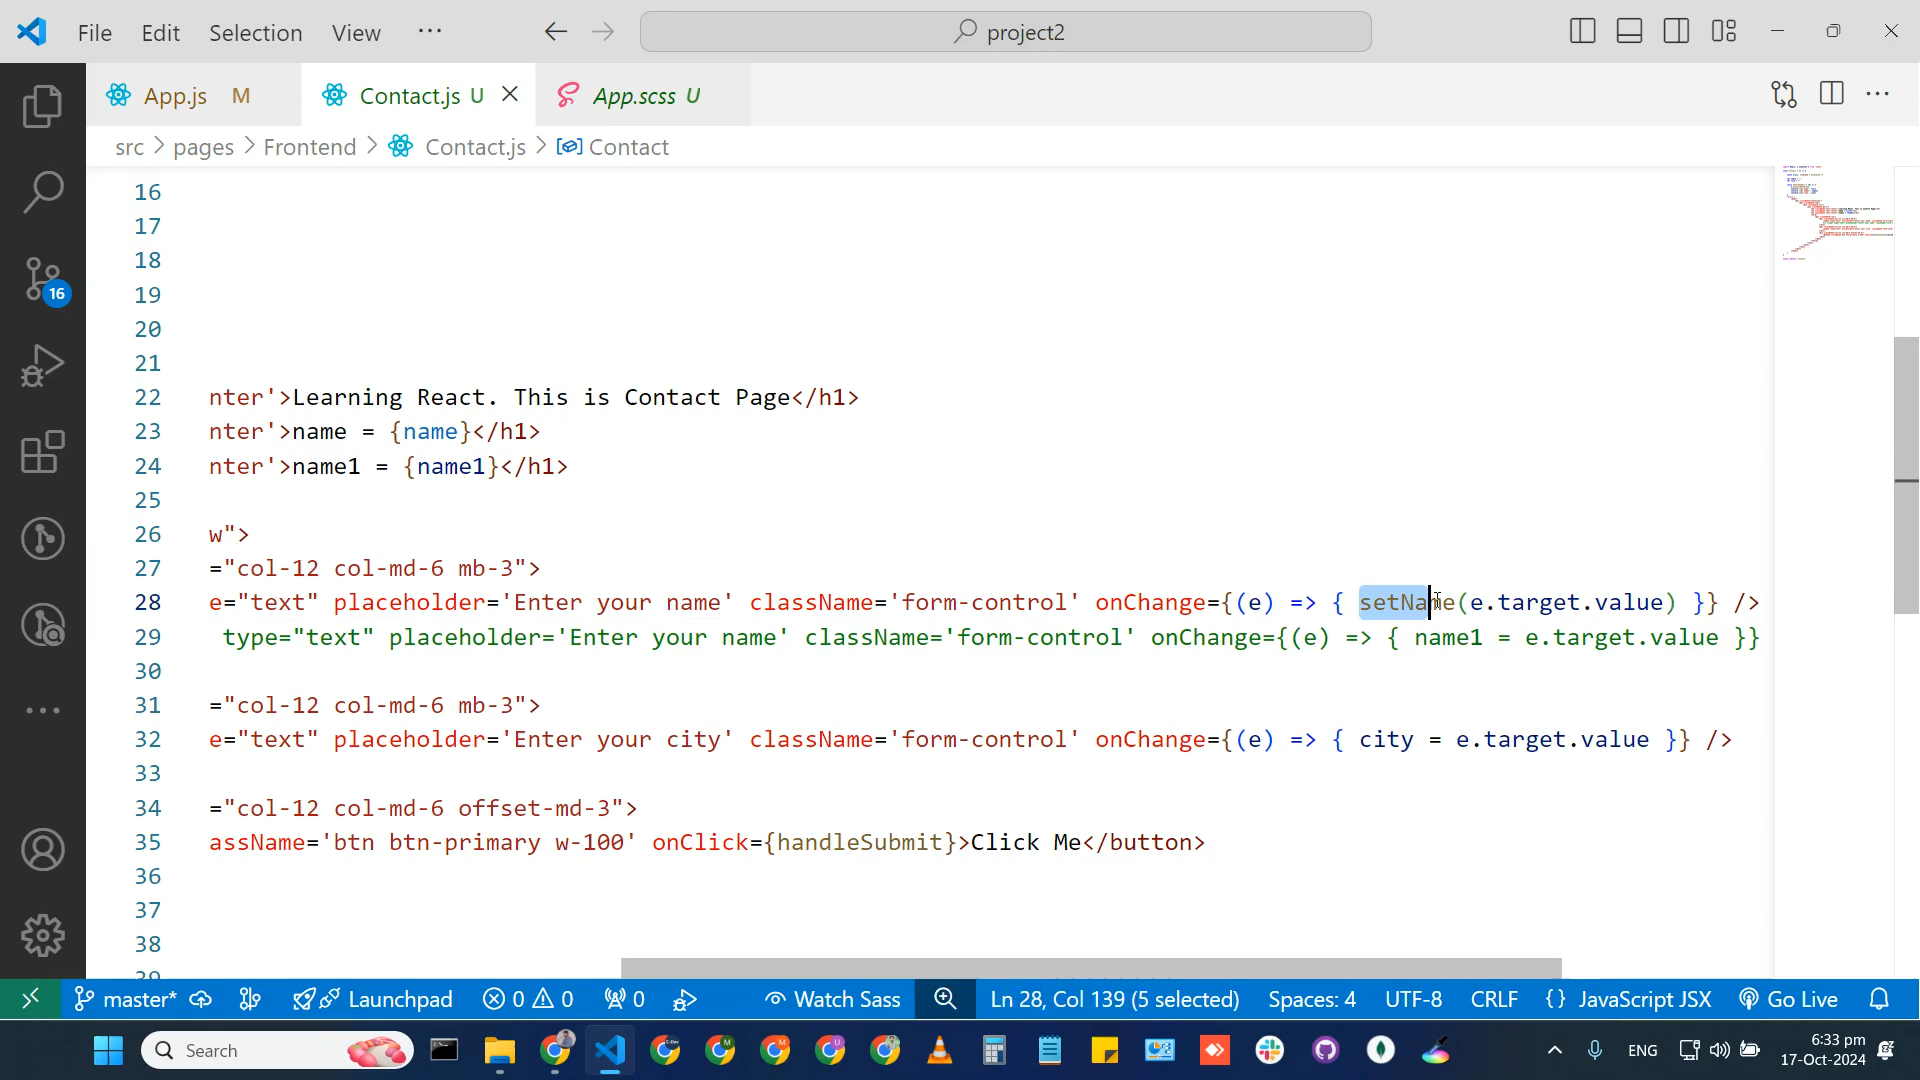 File Edit Selection View ··· project2
App.js M Contact.js U App.scss U
src > pages > Frontend > Contact.js > Contact
16
17
18
19
20
21
22 nter'>Learning React. This is Contact Page</h1>
23 nter'>name = {name}</h1>
24 nter'>name1 = {name1}</h1>
25
26 w">
27 ="col-12 col-md-6 mb-3">
28 e="text" placeholder='Enter your name' className='form-control' onChange={(e) => { setName(e.target.value) }} />
29 type="text" placeholder='Enter your name' className='form-control' onChange={(e) => { name1 = e.target.value }}
30
31 ="col-12 col-md-6 mb-3">
32 e="text" placeholder='Enter your city' className='form-control' onChange={(e) => { city = e.target.value }} />
33
34 ="col-12 col-md-6 offset-md-3">
35 assName='btn btn-primary w-100' onClick={handleSubmit}>Click Me</button>
36
37
38
39
16
master* Launchpad 0 0 0 Watch Sass Ln 28, Col 139 (5 selected) Spaces: 4 UTF-8 CRLF {} JavaScript JSX Go Live
Search ENG 6:33 pm
17-Oct-2024